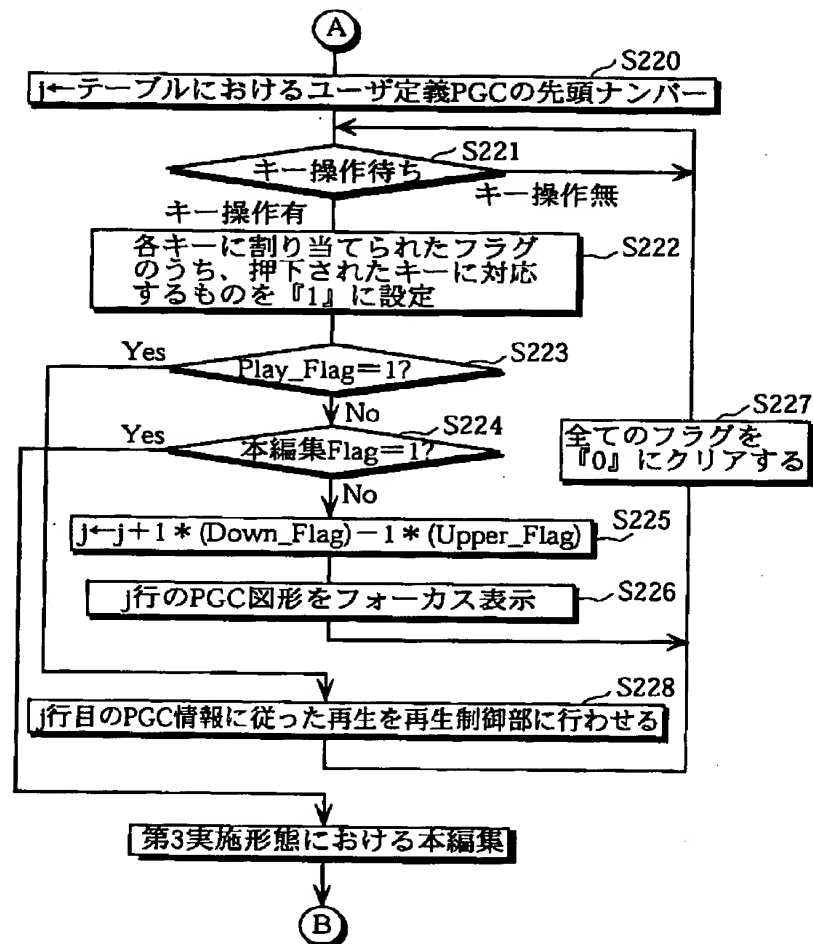 A
S220
j←テーブルにおけるユーザ定義PGCの先頭ナンバー
S221
キー操作待ち
キー操作無
キー操作有
各キーに割り当てられたフラグ
のうち、押下されたキーに対応
するものを『1』に設定
S222
Yes
Play_Flag=1?
S223
No
Yes
本編集Flag=1?
S224
No
S227
全てのフラグを
『0』にクリアする
j←j+1*(Down_Flag)-1*(Upper_Flag)
S225
j行のPGC図形をフォーカス表示
S226
S228
j行目のPGC情報に従った再生を再生制御部に行わせる
第3実施形態における本編集
B